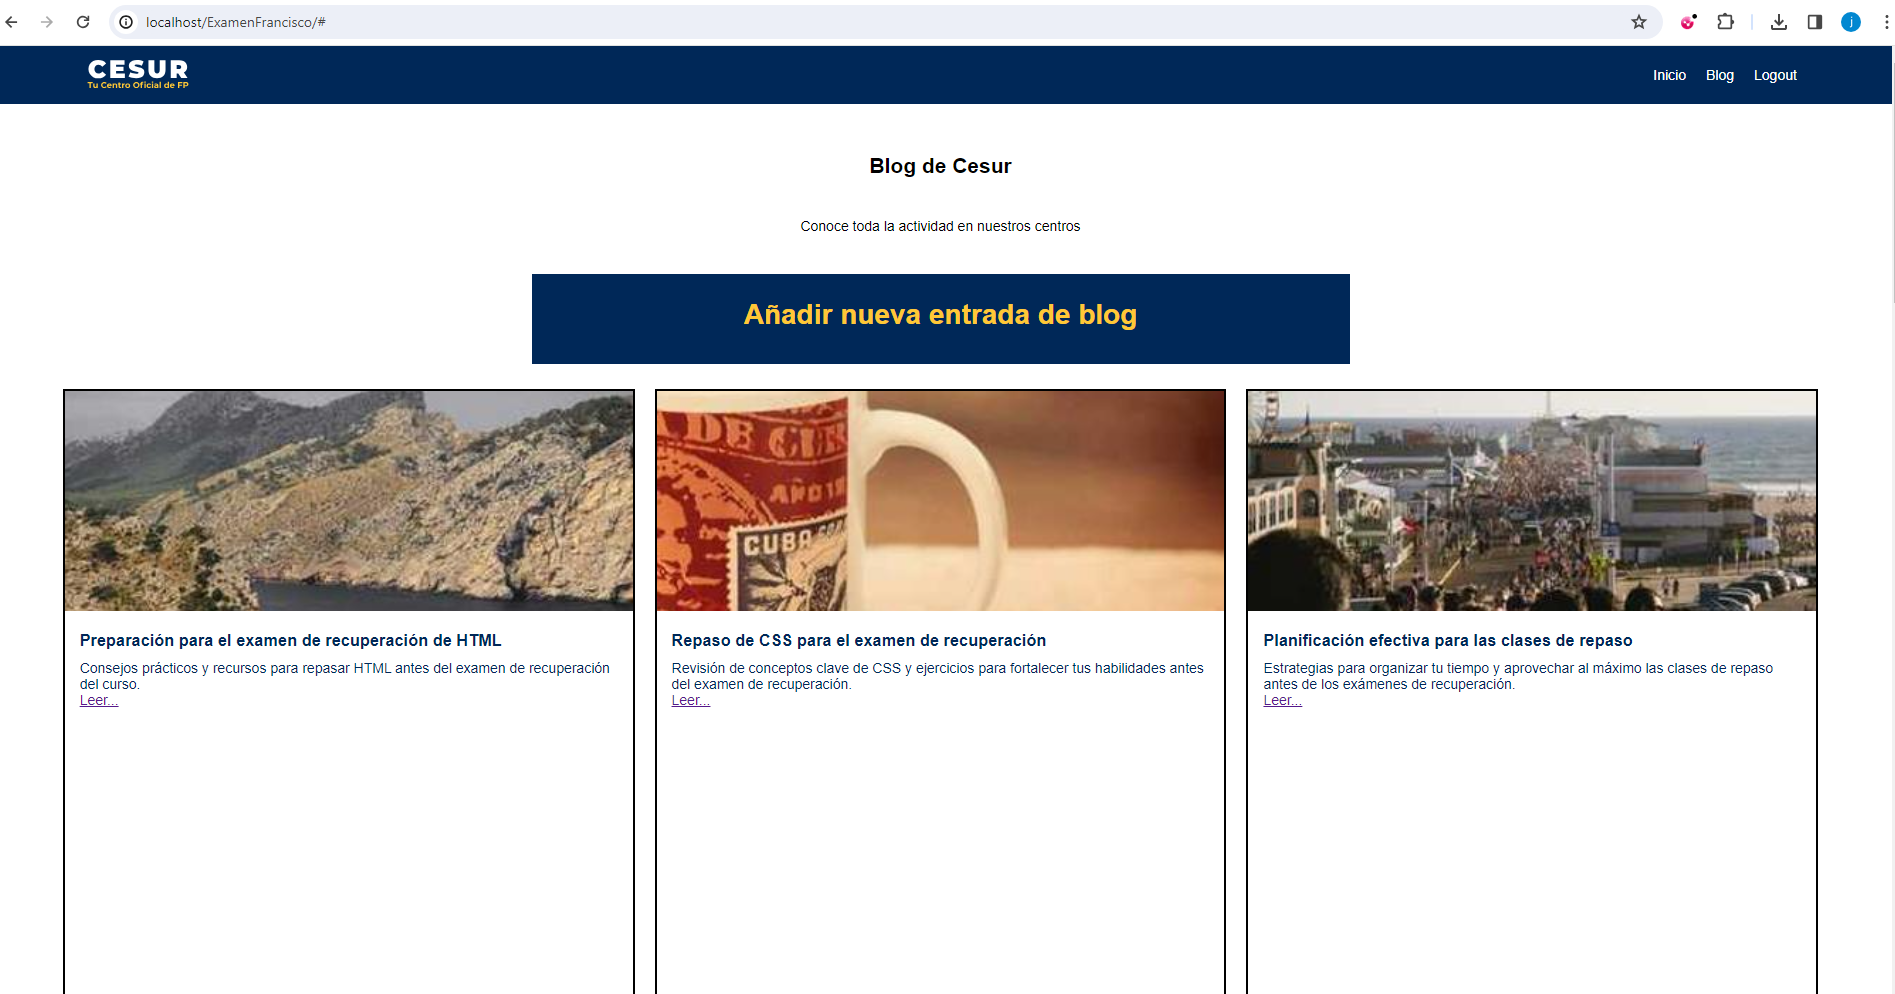 localhost/ExamenFrancisco/#
j
CESUR
Tu Centro Oficial de FP
Inicio Blog Logout
Blog de Cesur
Conoce toda la actividad en nuestros centros
Añadir nueva entrada de blog
DE CU
AÑO 19
CUBA
Preparación para el examen de recuperación de HTML
Consejos prácticos y recursos para repasar HTML antes del examen de recuperación
del curso.
Leer...
Repaso de CSS para el examen de recuperación
Revisión de conceptos clave de CSS y ejercicios para fortalecer tus habilidades antes
del examen de recuperación.
Leer...
Planificación efectiva para las clases de repaso
Estrategias para organizar tu tiempo y aprovechar al máximo las clases de repaso
antes de los exámenes de recuperación.
Leer...